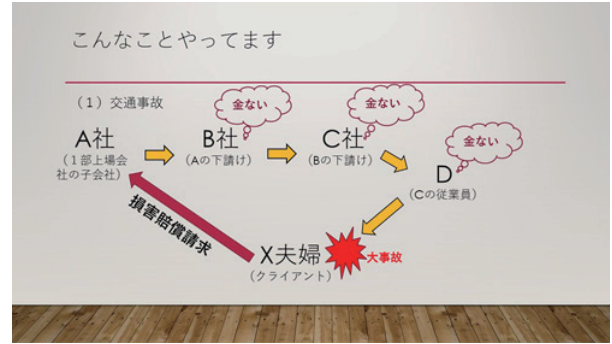 こんなことやってます
（1）交通事故
金ない
金ない
金ない
A社
（1部上場会
社の子会社）
B社
（Aの下請け）
C社
（Bの下請け）
D
（Cの従業員）
損害賠償請求
X夫婦
（クライアント）
大事故